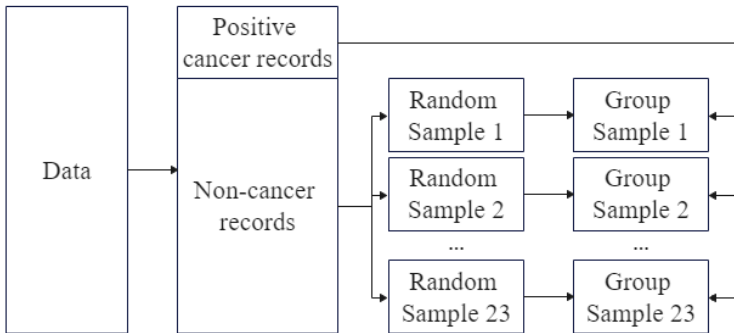 Data
Positive
cancer records
Non-cancer
records
Random
Sample 1
Group
Sample 1
Random
Sample 2
Group
Sample 2
...
...
Random
Sample 23
Group
Sample 23